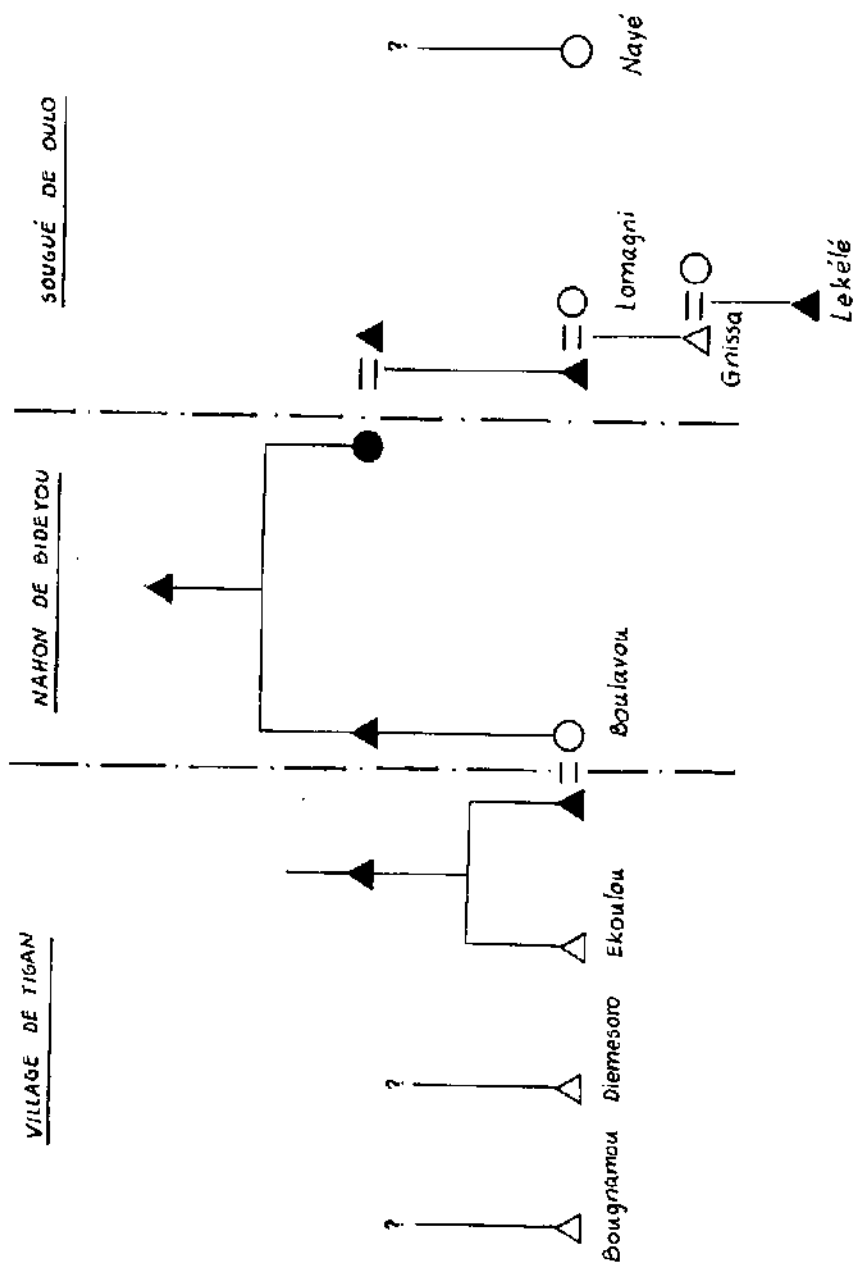 VILLAGE DE TIGAN
NAHON DE BIDEYOU
SOUGUÉ DE OULO
?
?
?
Bougnamou
Diemesoro
Ekoulou
Boulavou
Lomagni
Nayé
Gnissa
Lekélé